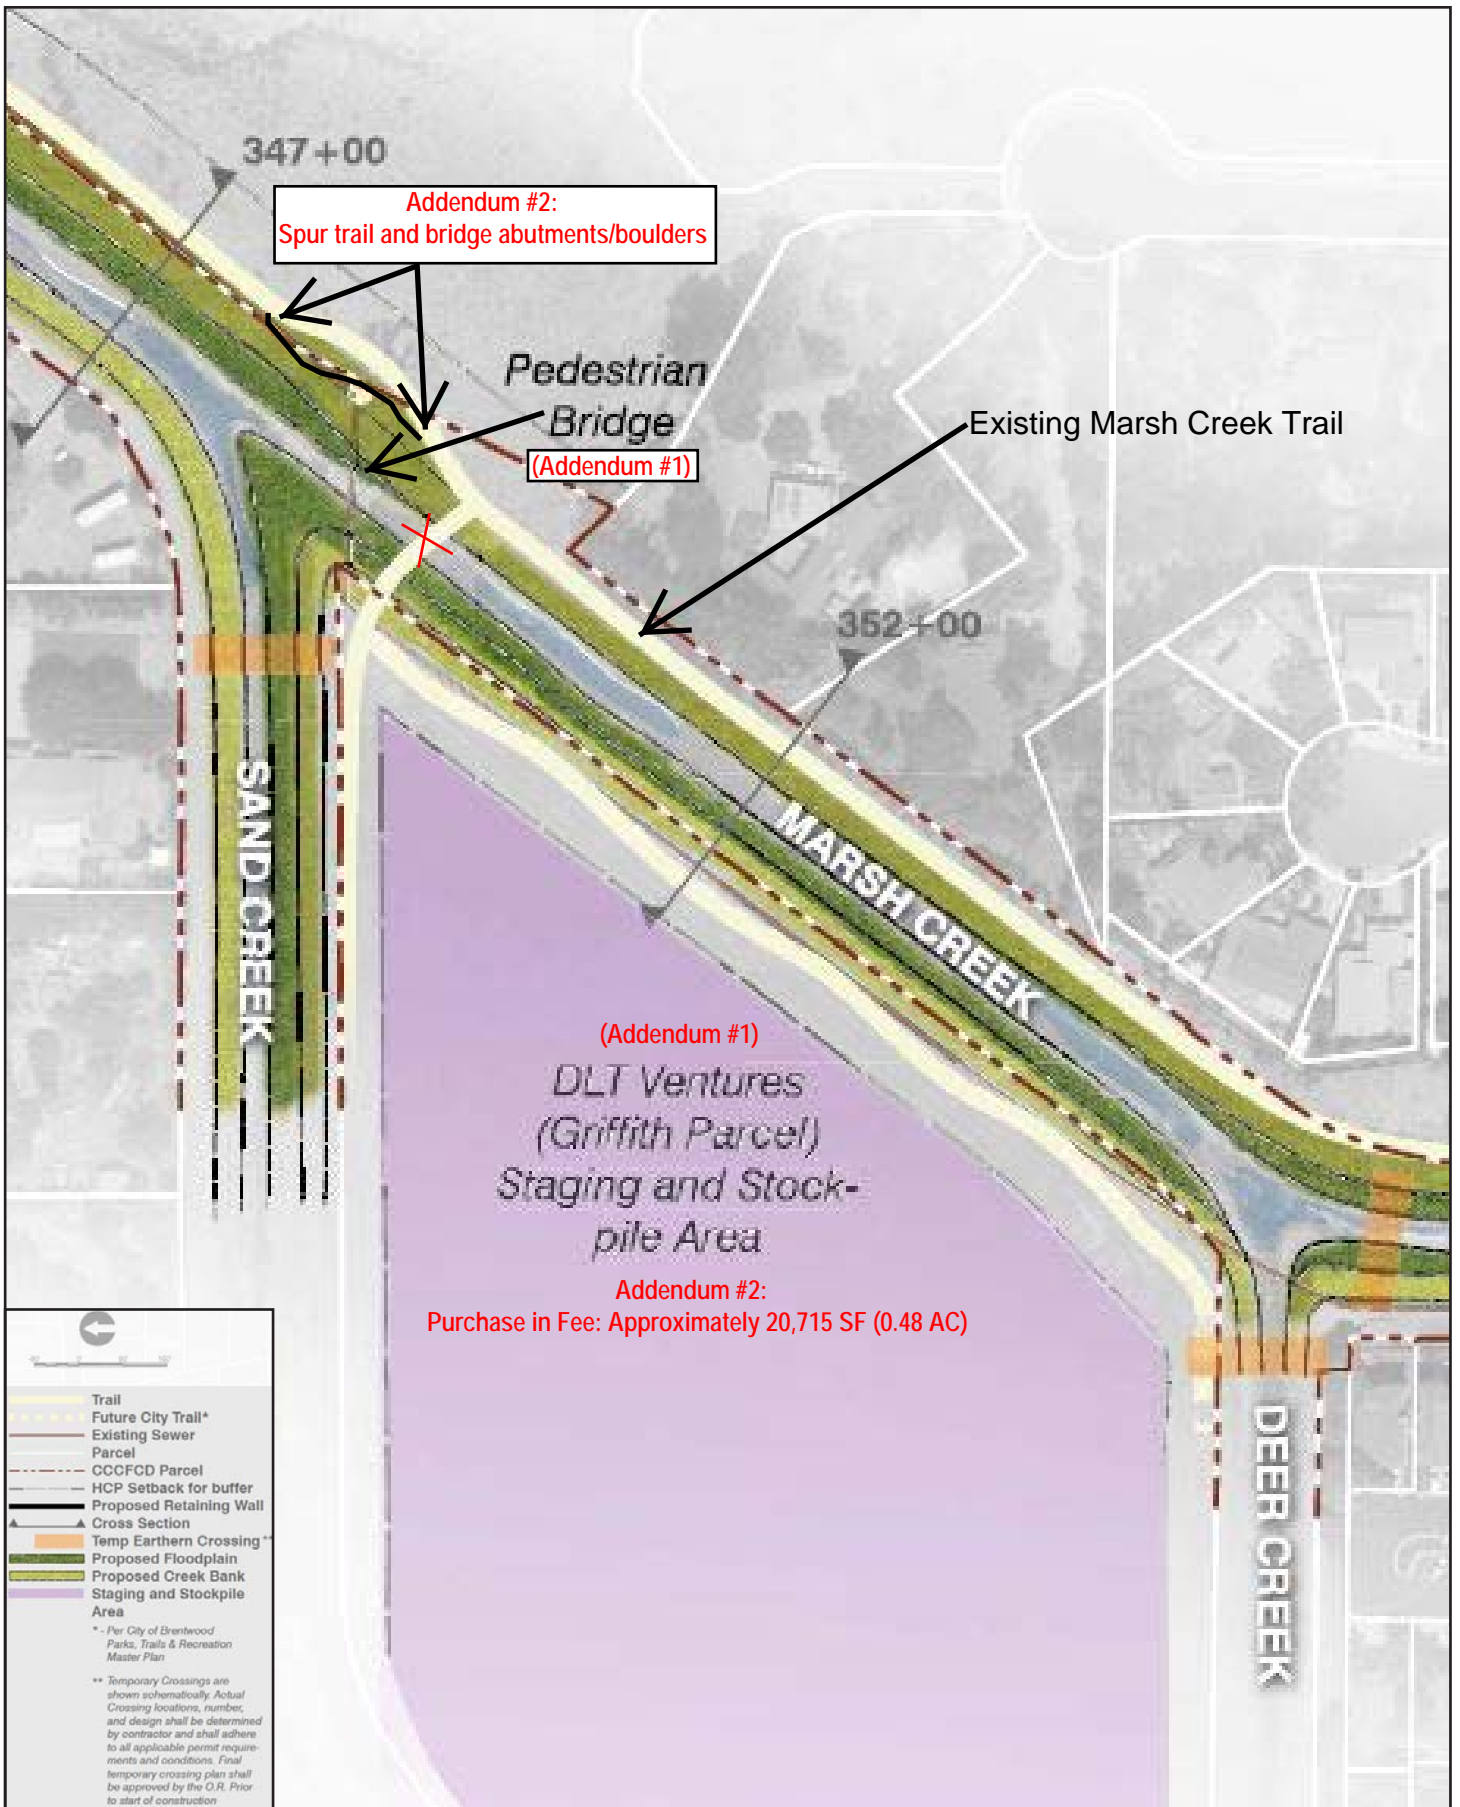 347+00
Addendum #2:
Spur trail and bridge abutments/boulders
Pedestrian
Bridge
(Addendum #1)
Existing Marsh Creek Trail
352+00
SAND CREEK
MARSH CREEK
(Addendum #1)
DLT Ventures
(Griffith Parcel)
Staging and Stock-
pile Area
Addendum #2:
Purchase in Fee: Approximately 20,715 SF (0.48 AC)
DEER CREEK
Trail
Future City Trail*
Existing Sewer
Parcel
CCCFCD Parcel
HCP Setback for buffer
Proposed Retaining Wall
Cross Section
Temp Earthern Crossing**
Proposed Floodplain
Proposed Creek Bank
Staging and Stockpile
Area
* - Per City of Brentwood
Parks, Trails & Recreation
Master Plan
** Temporary Crossings are
shown schematically. Actual
Crossing locations, number,
and design shall be determined
by contractor and shall adhere
to all applicable permit require-
ments and conditions. Final
temporary crossing plan shall
be approved by the O.R. Prior
to start of construction